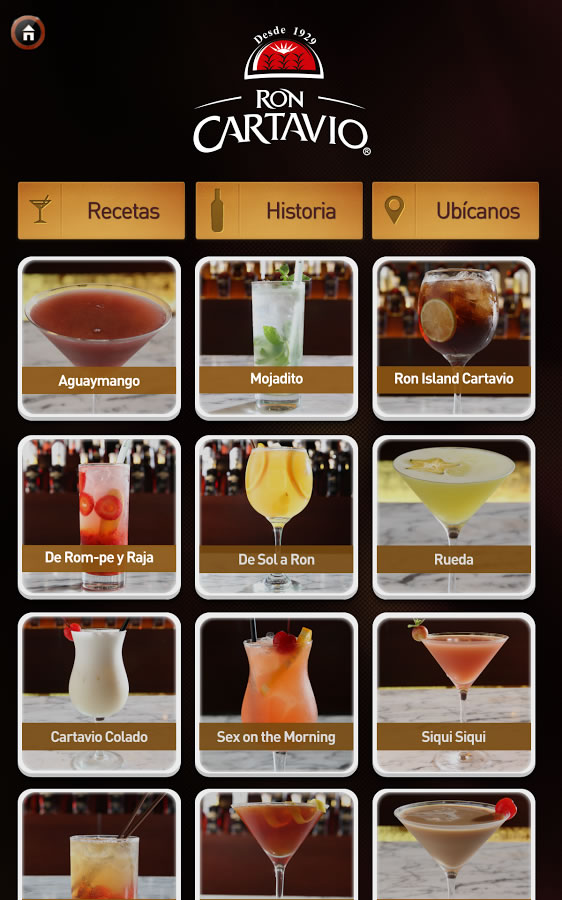 Desde 1929
RON
CARTAVIO®
Recetas
Historia
Ubícanos
Aguaymango
Mojadito
Ron Island Cartavio
De Rom-pe y Raja
De Sol a Ron
Rueda
Cartavio Colado
Sex on the Morning
Siqui Siqui